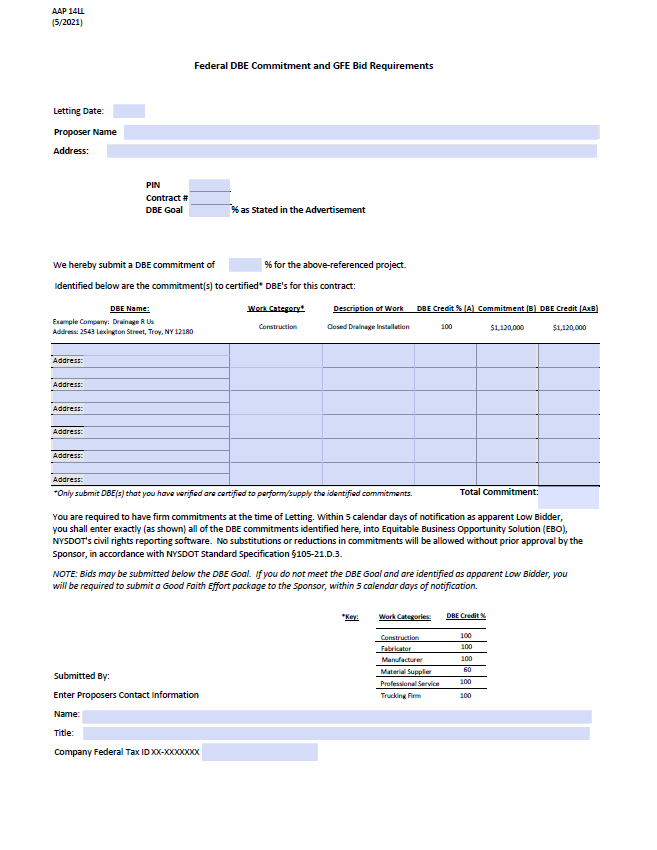 AAP 14LL
(5/2021)
Federal DBE Commitment and GFE Bid Requirements
Letting Date:
Proposer Name
Address:
PIN
Contract #
DBE Goal % as Stated in the Advertisement
We hereby submit a DBE commitment of % for the above-referenced project.
Identified below are the commitment(s) to certified* DBE's for this contract:
DBE Name: Work Category* Description of Work DBE Credit % (A) Commitment (B) DBE Credit (AxB)
Example Company: Drainage R Us
Address: 2543 Lexington Street, Troy, NY 12180 Construction Closed Drainage Installation 100 $1,120,000 $1,120,000
Address:
Address:
Address:
Address:
Address:
Address:
*Only submit DBE(s) that you have verified are certified to perform/supply the identified commitments. Total Commitment:
You are required to have firm commitments at the time of Letting. Within 5 calendar days of notification as apparent Low Bidder,
you shall enter exactly (as shown) all of the DBE commitments identified here, into Equitable Business Opportunity Solution (EBO),
NYSDOT's civil rights reporting software. No substitutions or reductions in commitments will be allowed without prior approval by the
Sponsor, in accordance with NYSDOT Standard Specification §105-21.D.3.
NOTE: Bids may be submitted below the DBE Goal. If you do not meet the DBE Goal and are identified as apparent Low Bidder, you
will be required to submit a Good Faith Effort package to the Sponsor, within 5 calendar days of notification.
*Key: Work Categories: DBE Credit %
Construction 100
Fabricator 100
Manufacturer 100
Material Supplier 60
Professional Service 100
Trucking Firm 100
Submitted By:
Enter Proposers Contact Information
Name:
Title:
Company Federal Tax ID XX-XXXXXXX